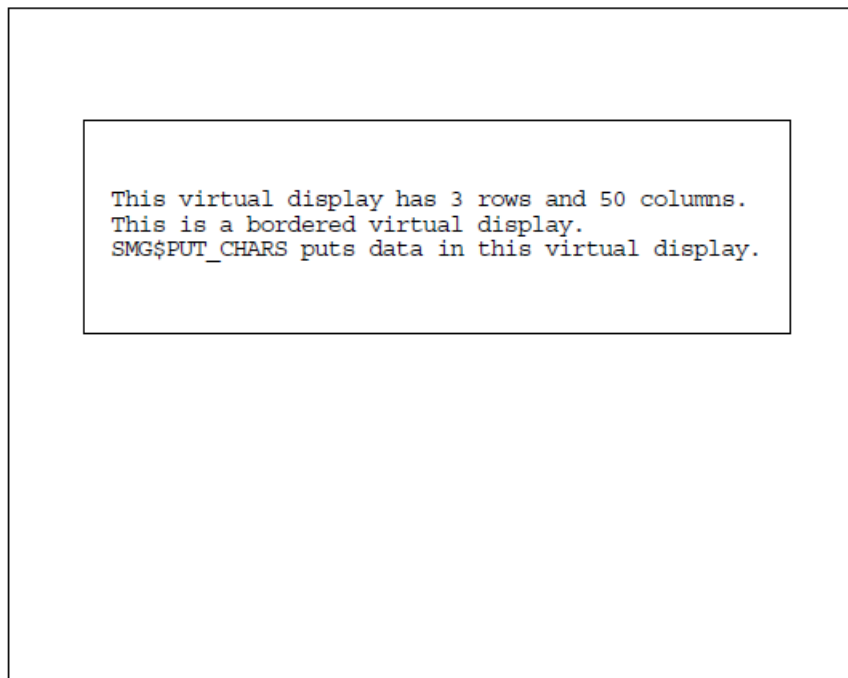 This virtual display has 3 rows and 50 columns.
This is a bordered virtual display.
SMG$PUT_CHARS puts data in this virtual display.